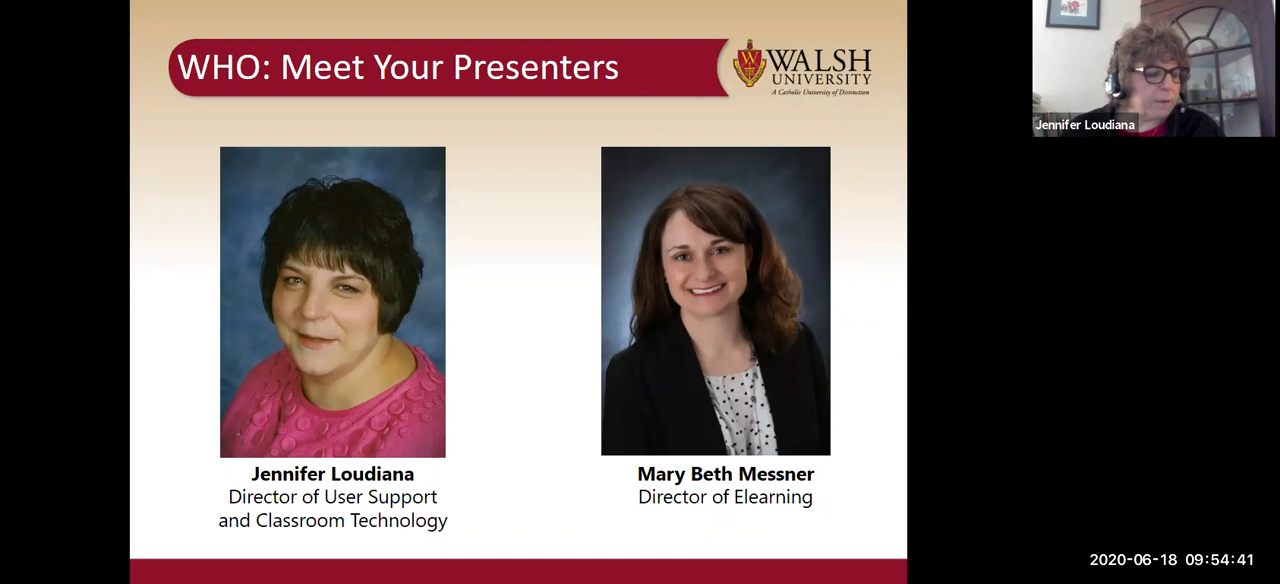 WHO: Meet Your Presenters
W
WALSH
UNIVERSITY
A Catholic University of Distinction
Jennifer Loudiana
Jennifer Loudiana
Director of User Support
and Classroom Technology
Mary Beth Messner
Director of Elearning
2020-06-18 09:54:41